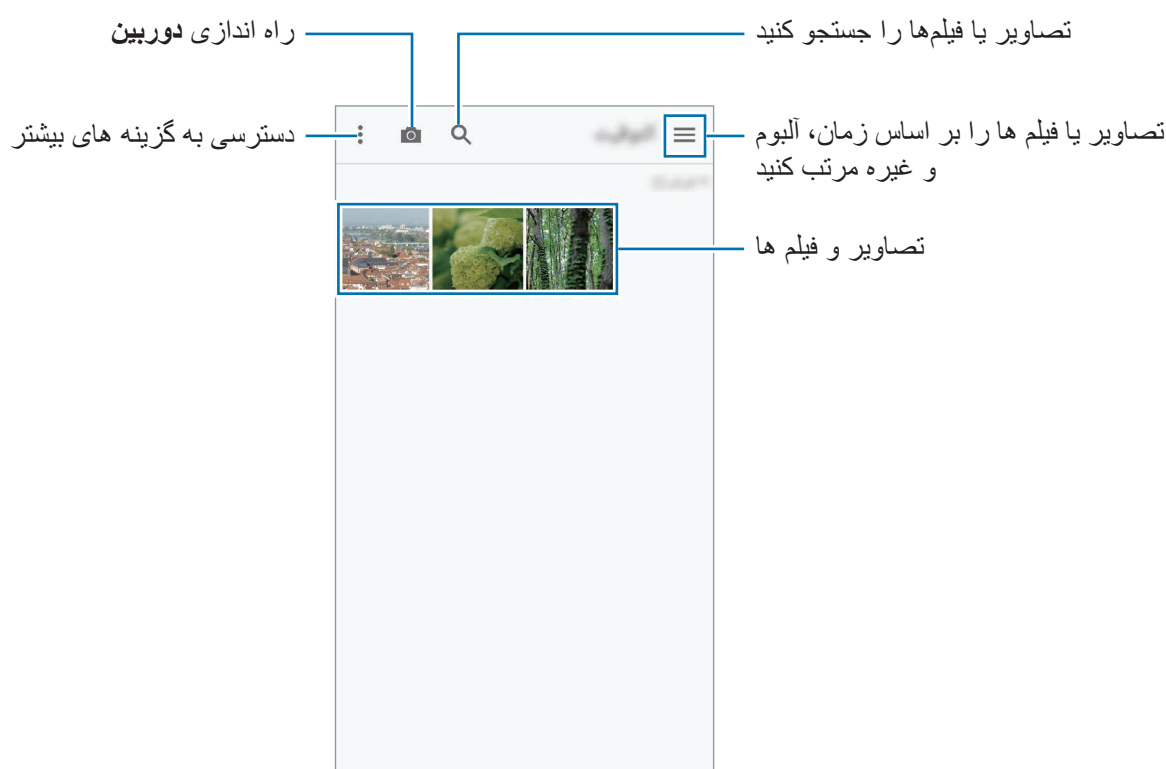 تصاویر یا فیلم‌ها را جستجو کنید
راه اندازی دوربین
تصاویر یا فیلم ها را بر اساس زمان، آلبوم
و غیره مرتب کنید
دسترسی به گزینه های بیشتر
تصاویر و فیلم ها